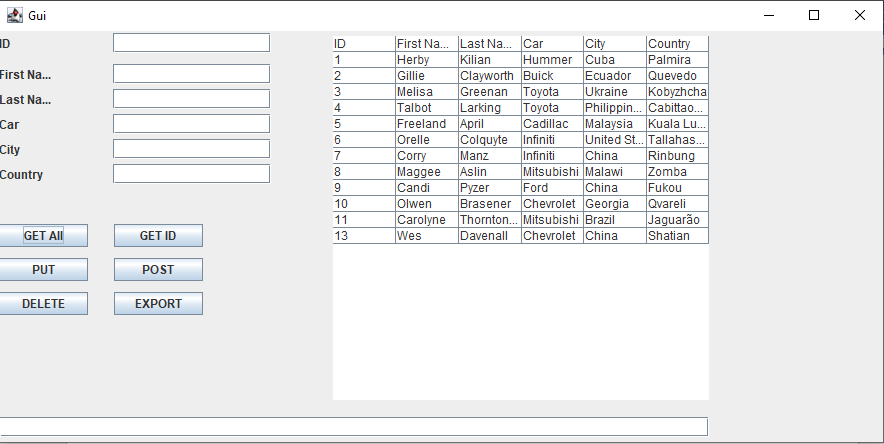 Gui
ID
First Na...
Last Na...
Car
City
Country
GET All GET ID
PUT POST
DELETE EXPORT
ID First Na... Last Na... Car City Country
1 Herby Kilian Hummer Cuba Palmira
2 Gillie Clayworth Buick Ecuador Quevedo
3 Melisa Greenan Toyota Ukraine Kobyzhcha
4 Talbot Larking Toyota Philippin... Cabittao...
5 Freeland April Cadillac Malaysia Kuala Lu...
6 Orelle Colquyte Infiniti United St... Tallahas...
7 Corry Manz Infiniti China Rinbung
8 Maggee Aslin Mitsubishi Malawi Zomba
9 Candi Pyzer Ford China Fukou
10 Olwen Brasener Chevrolet Georgia Qvareli
11 Carolyne Thornton... Mitsubishi Brazil Jaguarão
13 Wes Davenall Chevrolet China Shatian